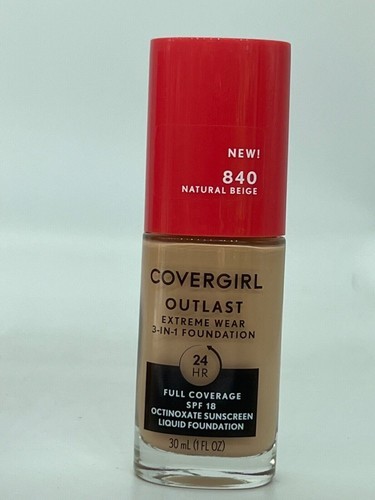 NEW!
840
NATURAL BEIGE
COVERGIRL
OUTLAST
EXTREME WEAR
3-IN-1 FOUNDATION
24
HR
FULL COVERAGE
SPF 18
OCTINOXATE SUNSCREEN
LIQUID FOUNDATION
30 mL (1 FL OZ)